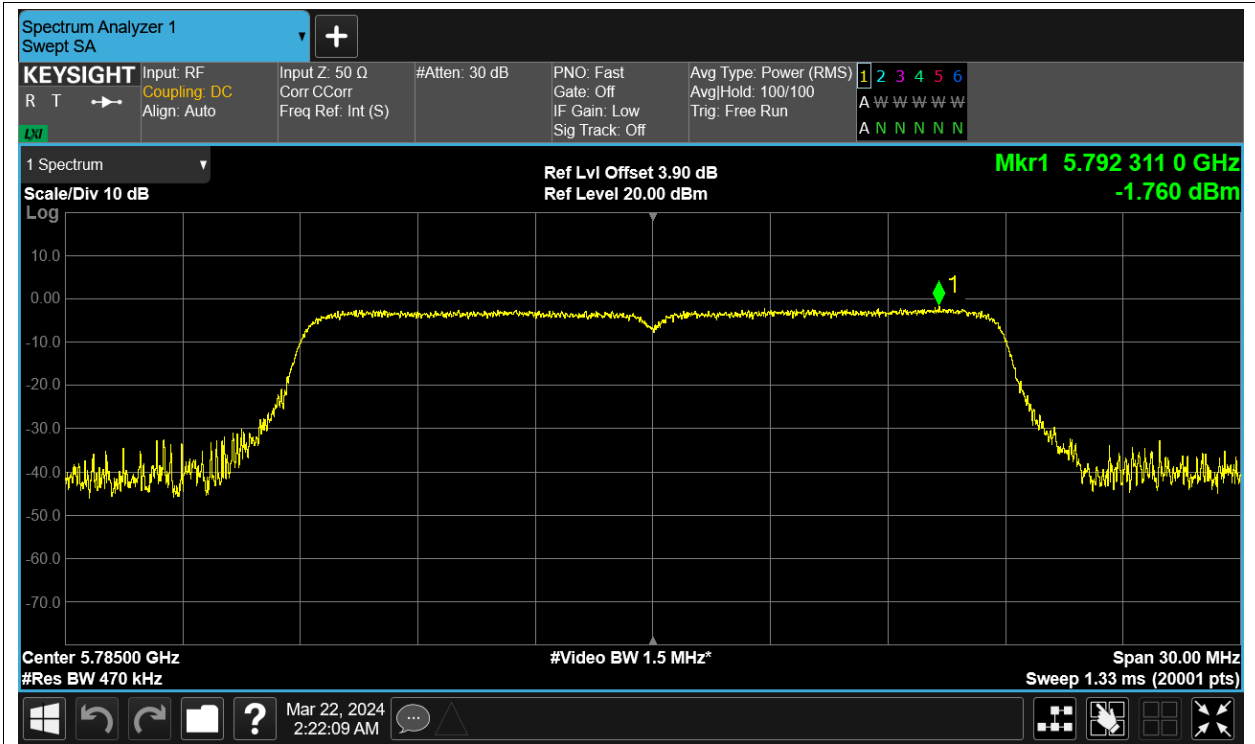 Spectrum Analyzer 1
Swept SA
+
KEYSIGHT
R T
LXI
Input: RF
Coupling: DC
Align: Auto
Input Z: 50 Ω
Corr CCorr
Freq Ref: Int (S)
#Atten: 30 dB
PNO: Fast
Gate: Off
IF Gain: Low
Sig Track: Off
Avg Type: Power (RMS)
Avg|Hold: 100/100
Trig: Free Run
1 2 3 4 5 6
A W W W W W
A N N N N N
1 Spectrum
Scale/Div 10 dB
Log
Ref Lvl Offset 3.90 dB
Ref Level 20.00 dBm
Mkr1 5.792 311 0 GHz
-1.760 dBm
10.0
0.00
-10.0
-20.0
-30.0
-40.0
-50.0
-60.0
-70.0
1
Center 5.78500 GHz
#Res BW 470 kHz
#Video BW 1.5 MHz*
Span 30.00 MHz
Sweep 1.33 ms (20001 pts)
?
Mar 22, 2024
2:22:09 AM